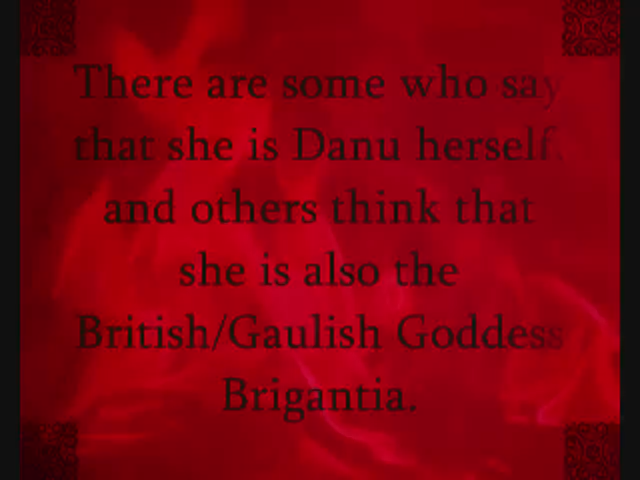 There are some who say
that she is Danu herself.
and others think that
she is also the
British/Gaulish Goddess
Brigantia.